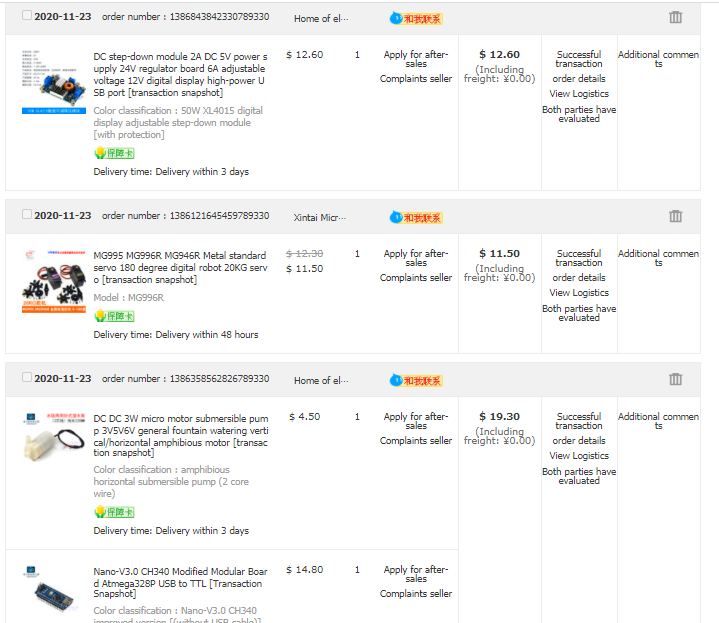 2020-11-23 order number : 1386843842330789330 Home of el··· 和我联系
DC step-down module 2A DC 5V power s
upply 24V regulator board 6A adjustable
voltage 12V digital display high-power U
SB port [transaction snapshot]
Color classification : 50W XL4015 digital
display adjustable step-down module
[with protection]
保障卡
Delivery time: Delivery within 3 days
$ 12.60
1
Apply for after-
sales
Complaints seller
$ 12.60
(Including
freight: ¥0.00)
Successful
transaction
order details
View Logistics
Both parties have
evaluated
Additional commen
ts
2020-11-23 order number : 1386121645459789330 Xintai Micr··· 和我联系
MG995 MG996R MG946R Metal standard
servo 180 degree digital robot 20KG serv
o [transaction snapshot]
Model : MG996R
保障卡
Delivery time: Delivery within 48 hours
$ 12.30
$ 11.50
1
Apply for after-
sales
Complaints seller
$ 11.50
(Including
freight: ¥0.00)
Successful
transaction
order details
View Logistics
Both parties have
evaluated
Additional commen
ts
2020-11-23 order number : 1386358562826789330 Home of el··· 和我联系
DC DC 3W micro motor submersible pum
p 3V5V6V general fountain watering verti
cal/horizontal amphibious motor [transac
tion snapshot]
Color classification : amphibious
horizontal submersible pump (2 core
wire)
保障卡
Delivery time: Delivery within 3 days
$ 4.50
1
Apply for after-
sales
Complaints seller
$ 19.30
(Including
freight: ¥0.00)
Successful
transaction
order details
View Logistics
Both parties have
evaluated
Additional commen
ts
Nano-V3.0 CH340 Modified Modular Boar
d Atmega328P USB to TTL [Transaction
Snapshot]
Color classification : Nano-V3.0 CH340
improved version [(without USB cable)]
$ 14.80
1
Apply for after-
sales
Complaints seller